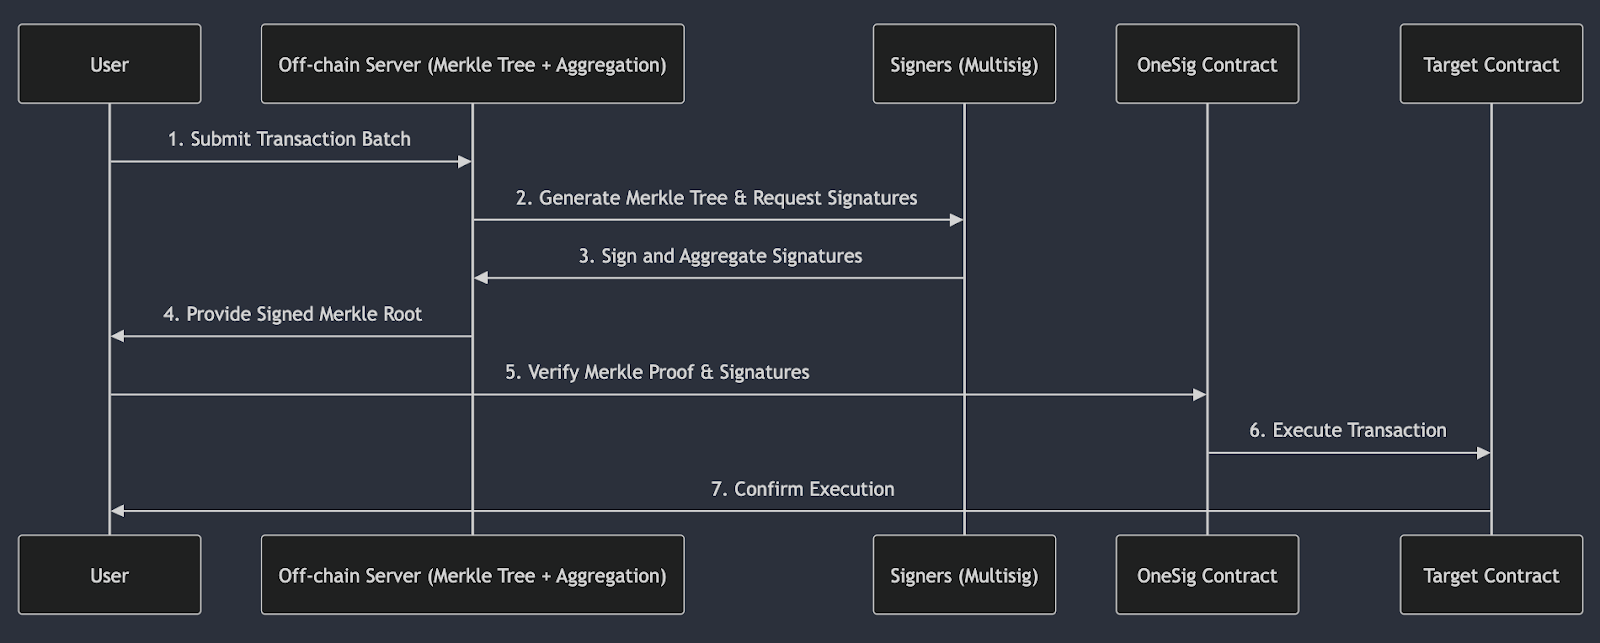 User
Off-chain Server (Merkle Tree + Aggregation)
Signers (Multisig)
OneSig Contract
Target Contract
1. Submit Transaction Batch
2. Generate Merkle Tree & Request Signatures
3. Sign and Aggregate Signatures
4. Provide Signed Merkle Root
5. Verify Merkle Proof & Signatures
6. Execute Transaction
7. Confirm Execution
User
Off-chain Server (Merkle Tree + Aggregation)
Signers (Multisig)
OneSig Contract
Target Contract